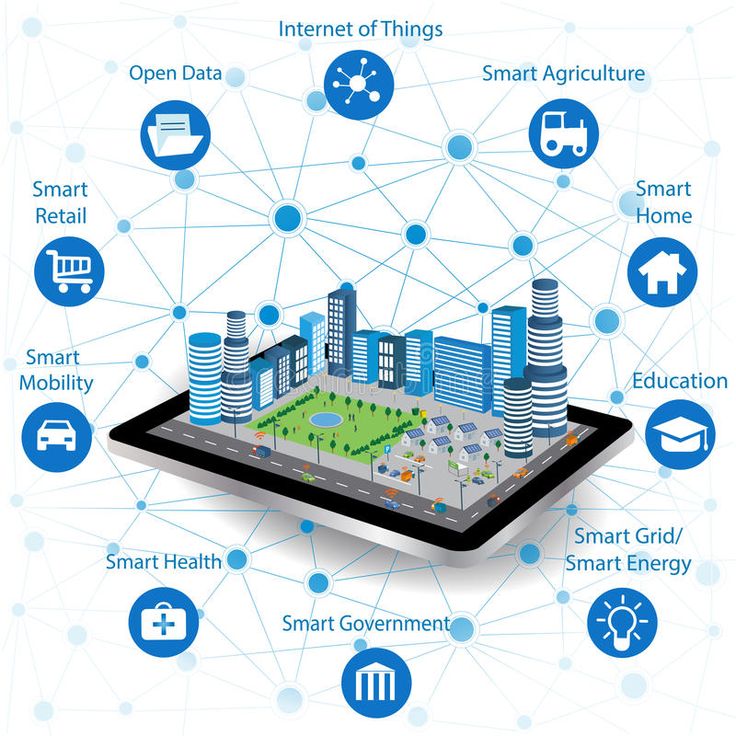 Internet of Things
Open Data
Smart Agriculture
Smart
Retail
Smart
Home
Smart
Mobility
Education
Smart Health
Smart Grid/
Smart Energy
Smart Government
P